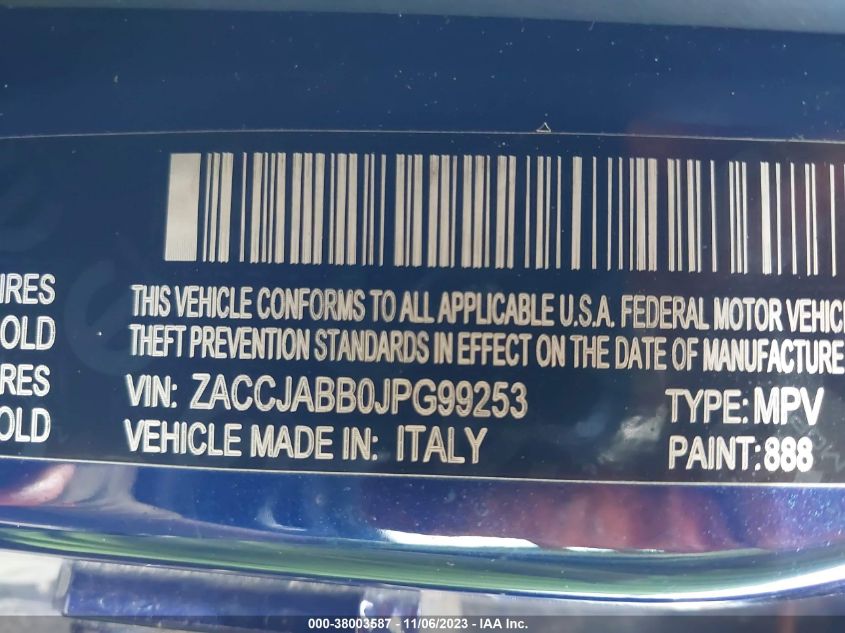 IRES
OLD
RES
OLD
THIS VEHICLE CONFORMS TO ALL APPLICABLE U.S.A. FEDERAL MOTOR VEHIC
THEFT PREVENTION STANDARDS IN EFFECT ON THE DATE OF MANUFACTURE
VIN: ZACCJABB0JPG99253 TYPE: MPV
VEHICLE MADE IN: ITALY PAINT: 888
000-38003587 - 11/06/2023 - © IAA Inc.